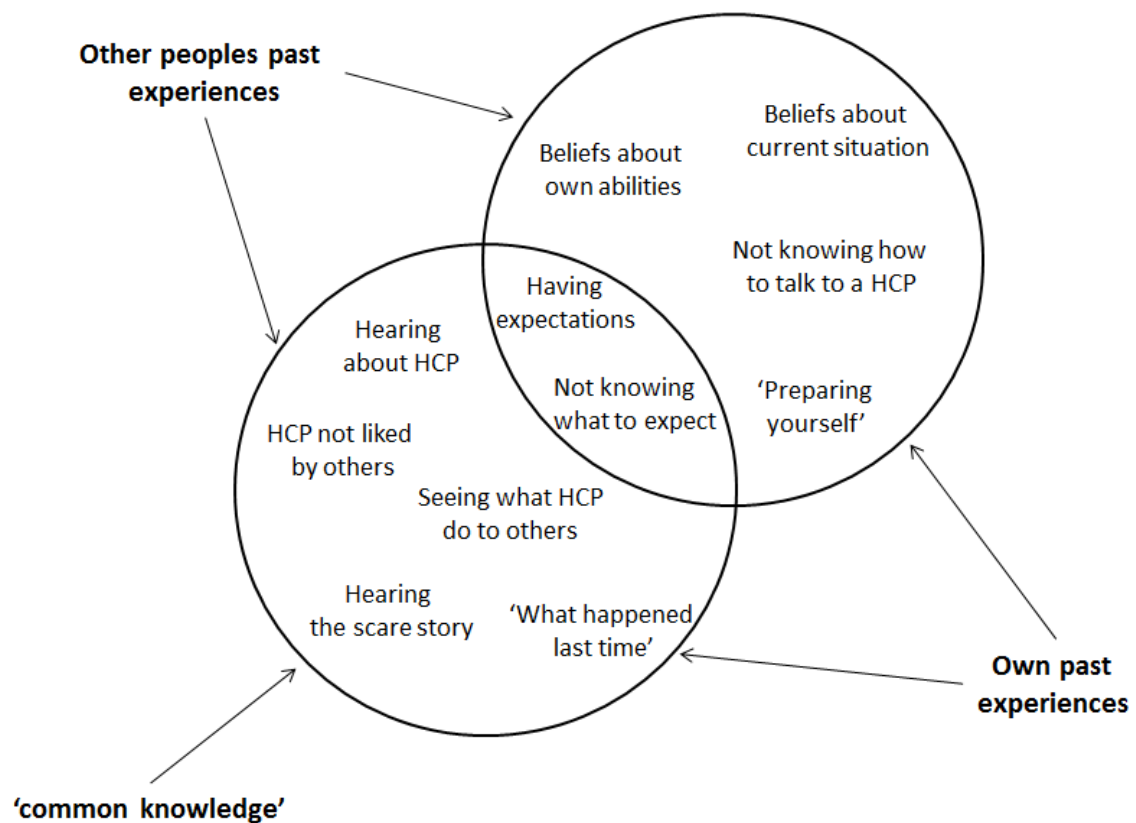 Other peoples past
experiences
Beliefs about
current situation
Beliefs about
own abilities
Not knowing how
to talk to a HCP
Having
expectations
Hearing
about HCP
Not knowing
what to expect
‘Preparing
yourself’
HCP not liked
by others
Seeing what HCP
do to others
Hearing
the scare story
‘What happened
last time’
Own past
experiences
‘common knowledge’